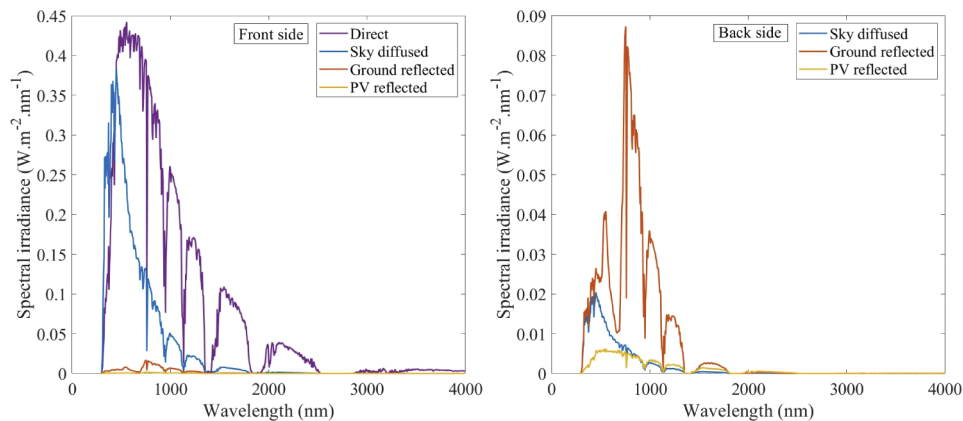 0.45
0.4
0.35
0.3
0.25
0.2
0.15
0.1
0.05
0
Spectral irradiance (W.m⁻².nm⁻¹)
Front side
Direct
Sky diffused
Ground reflected
PV reflected
0 1000 2000 3000 4000
Wavelength (nm)
0.09
0.08
0.07
0.06
0.05
0.04
0.03
0.02
0.01
0
Spectral irradiance (W.m⁻².nm⁻¹)
Back side
Sky diffused
Ground reflected
PV reflected
0 1000 2000 3000 4000
Wavelength (nm)